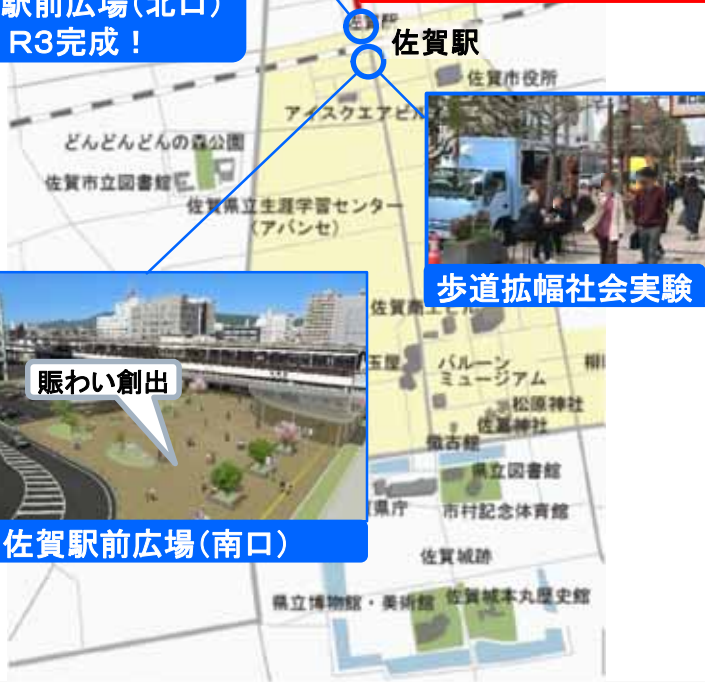 駅前広場(北口)
R3完成！
佐賀駅
佐賀駅
佐賀市役所
アイスクエアビル
どんどんどんの森公園
佐賀市立図書館
佐賀県立生涯学習センター
(アバンセ)
歩道拡幅社会実験
佐賀商工ビル
賑わい創出
玉屋
バルーン
ミュージアム
柳
松原神社
佐嘉神社
徴古館
県立図書館
県庁
市村記念体育館
佐賀駅前広場(南口)
佐賀城跡
県立博物館・美術館
佐賀城本丸歴史館